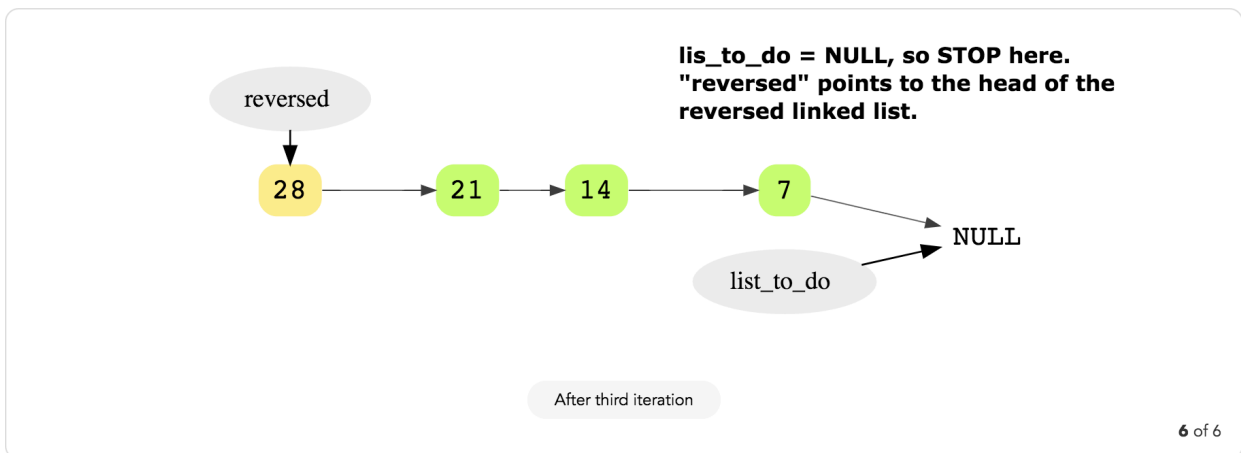 lis_to_do = NULL, so STOP here.
"reversed" points to the head of the
reversed linked list.
reversed
28 21 14 7
NULL
list_to_do
After third iteration
6 of 6